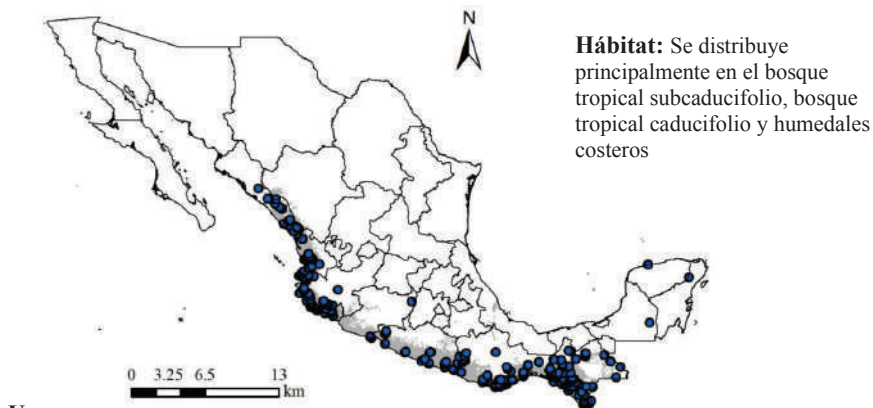 N
Hábitat: Se distribuye
principalmente en el bosque
tropical subcaducifolio, bosque
tropical caducifolio y humedales
costeros
0 3.25 6.5 13
km